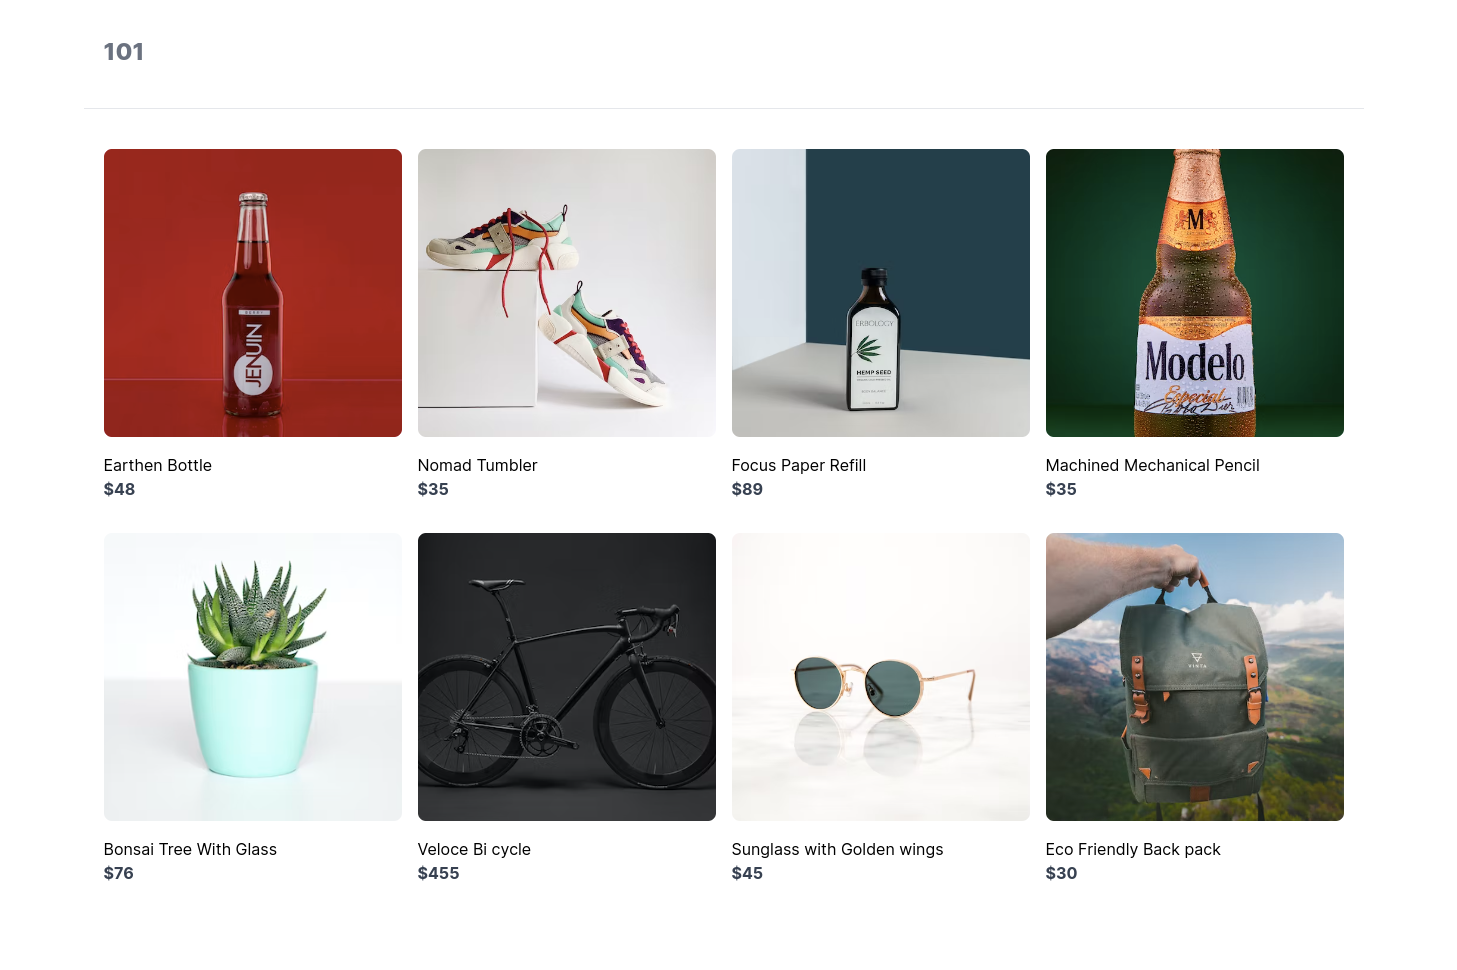 101
BERRY
JENUIN
ERBOLOGY
HEMP SEED
M
Modelo
Especial
VINTA
Earthen Bottle
Nomad Tumbler
Focus Paper Refill
Machined Mechanical Pencil
$48
$35
$89
$35
Bonsai Tree With Glass
Veloce Bi cycle
Sunglass with Golden wings
Eco Friendly Back pack
$76
$455
$45
$30